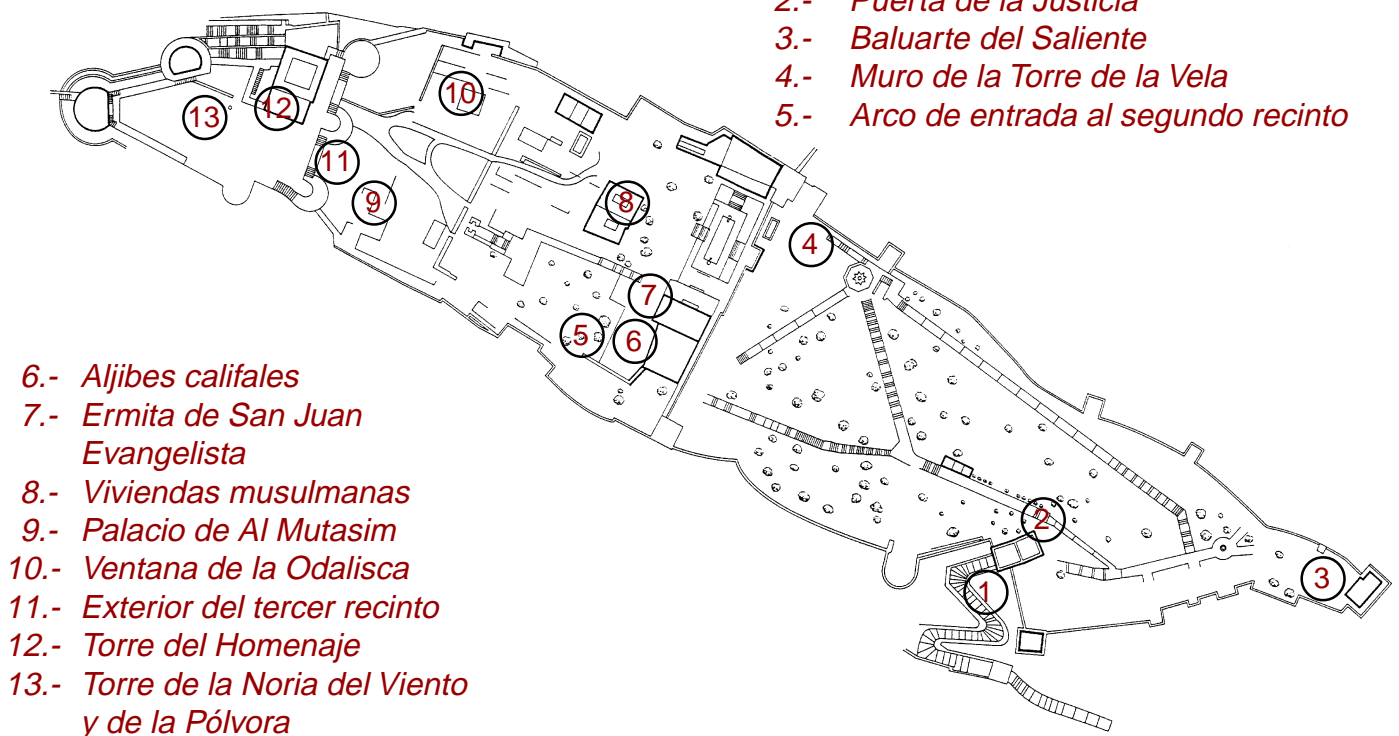 2.- Puerta de la Justicia
3.- Baluarte del Saliente
4.- Muro de la Torre de la Vela
5.- Arco de entrada al segundo recinto
6.- Aljibes califales
7.- Ermita de San Juan
Evangelista
8.- Viviendas musulmanas
9.- Palacio de Al Mutasim
10.- Ventana de la Odalisca
11.- Exterior del tercer recinto
12.- Torre del Homenaje
13.- Torre de la Noria del Viento
y de la Pólvora
10
12
13
11
9
8
4
7
5
6
2
3
1